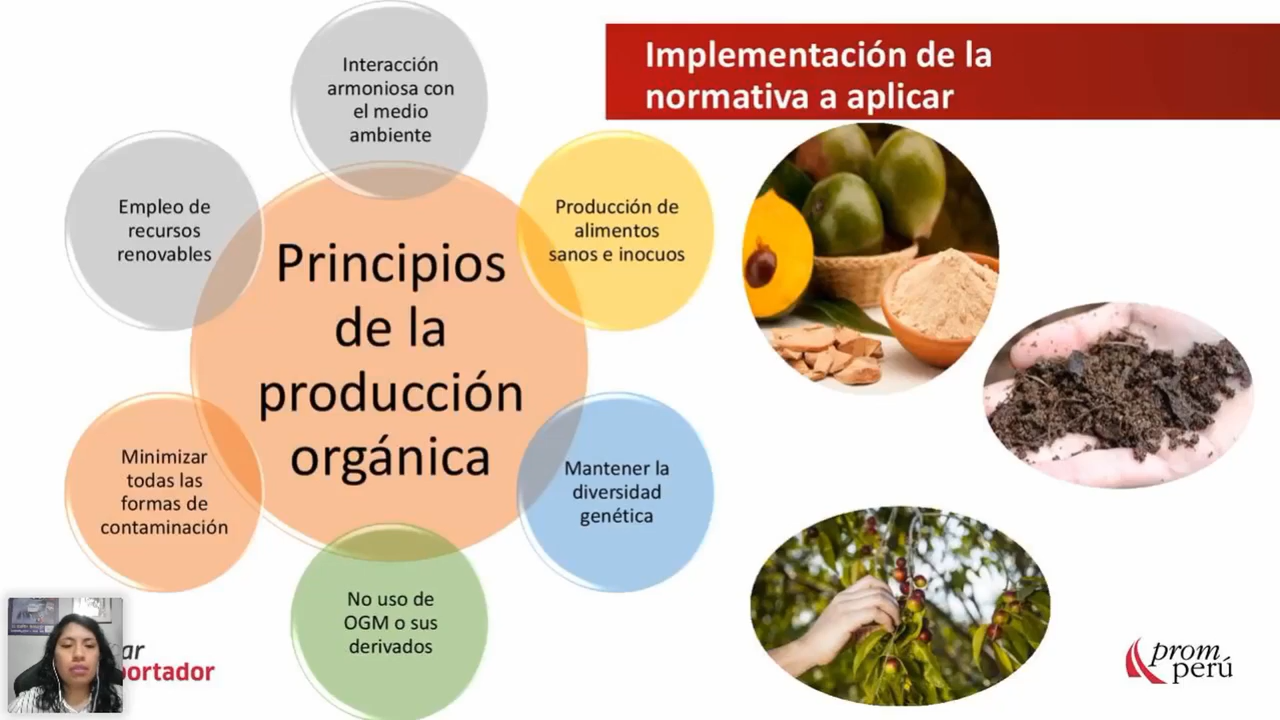 Implementación de la
normativa a aplicar
Interacción
armoniosa con
el medio
ambiente
Empleo de
recursos
renovables
Producción de
alimentos
sanos e inocuos
Principios
de la
producción
orgánica
Minimizar
todas las
formas de
contaminación
Mantener la
diversidad
genética
No uso de
OGM o sus
derivados
ar
portador
prom
perú